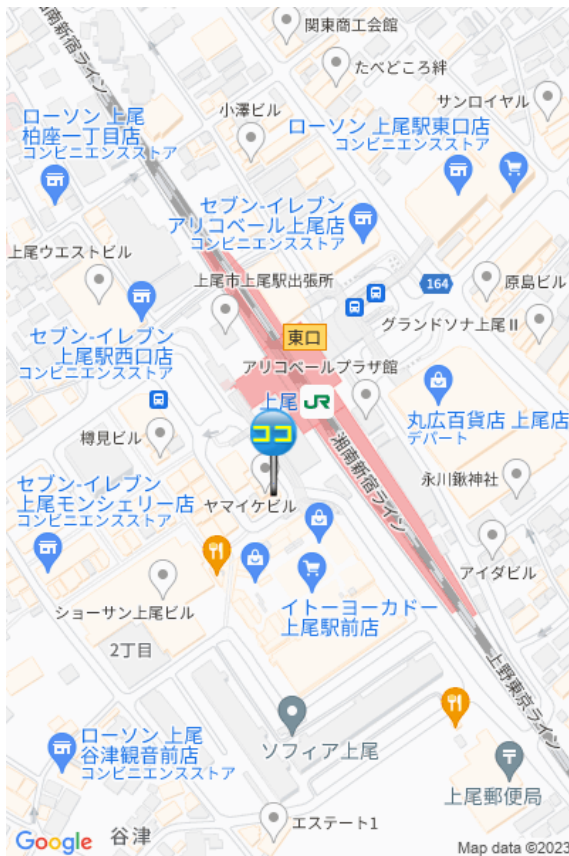 関東商工会館
湘南新宿ライン
たべどころ絆
サンロイヤル
小澤ビル
ローソン 上尾
柏座一丁目店
コンビニエンスストア
ローソン 上尾駅東口店
コンビニエンスストア
セブン-イレブン
アリコベール上尾店
コンビニエンスストア
上尾ウエストビル
上尾市上尾駅出張所
164
原島ビル
セブン-イレブン
上尾駅西口店
コンビニエンスストア
東口
グランドソナ上尾Ⅱ
アリコベールプラザ館
上尾
JR
丸広百貨店 上尾店
デパート
ココ
樽見ビル
湘南新宿ライン
永川鍬神社
セブン-イレブン
上尾モンシェリー店
コンビニエンスストア
ヤマイケビル
アイダビル
ショーサン上尾ビル
イトーヨーカドー
上尾駅前店
2丁目
上野東京ライン
ローソン 上尾
谷津観音前店
コンビニエンスストア
ソフィア上尾
上尾郵便局
エステート1
Google
谷津
Map data ©2023